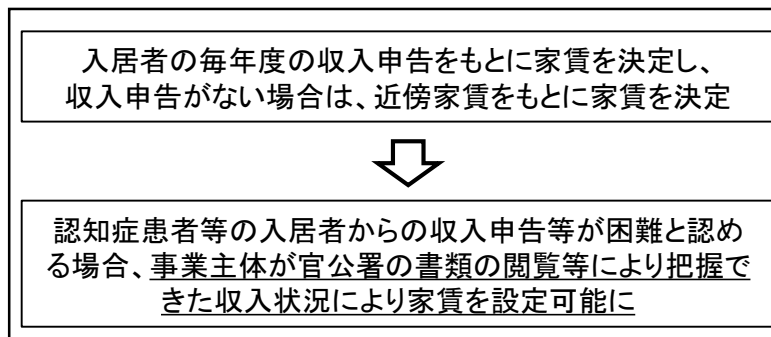 入居者の毎年度の収入申告をもとに家賃を決定し、
収入申告がない場合は、近傍家賃をもとに家賃を決定
認知症患者等の入居者からの収入申告等が困難と認め
る場合、事業主体が官公署の書類の閲覧等により把握で
きた収入状況により家賃を設定可能に